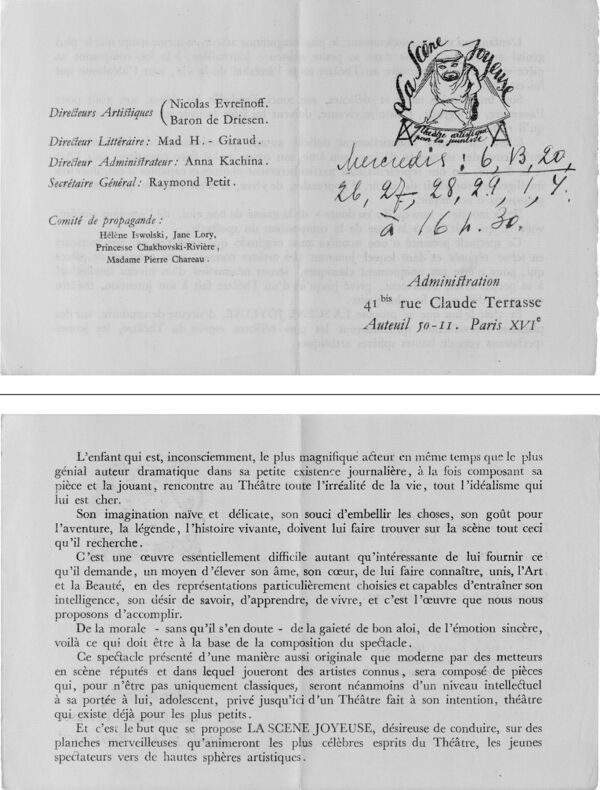 La Scène Joyeuse
Théâtre artistique
pour la jeunesse
Directeurs Artistiques ( Nicolas Evreïnoff.
Baron de Driesen.
Directeur Littéraire : Mad H. - Giraud.
Directeur Administrateur : Anna Kachina.
Secrétaire Général : Raymond Petit.
Comité de propagande :
Hélène Iswolski, Jane Lory,
Princesse Chakhovski-Rivière,
Madame Pierre Chareau.
Mercredis : 6, 13, 20,
26, 27, 28, 29, 1, 4.
à 16 h. 30.
Administration
41 bis rue Claude Terrasse
Auteuil 50-11. Paris XVIe
L'enfant qui est, inconsciemment, le plus magnifique acteur en même temps que le plus
génial auteur dramatique dans sa petite existence journalière, à la fois composant sa
pièce et la jouant, rencontre au Théâtre toute l'irréalité de la vie, tout l'idéalisme qui
lui est cher.
Son imagination naïve et délicate, son souci d'embellir les choses, son goût pour
l'aventure, la légende, l'histoire vivante, doivent lui faire trouver sur la scène tout ceci
qu'il recherche.
C'est une œuvre essentiellement difficile autant qu'intéressante de lui fournir ce
qu'il demande, un moyen d'élever son âme, son cœur, de lui faire connaître, unis, l'Art
et la Beauté, en des représentations particulièrement choisies et capables d'entraîner son
intelligence, son désir de savoir, d'apprendre, de vivre, et c'est l'œuvre que nous nous
proposons d'accomplir.
De la morale - sans qu'il s'en doute - de la gaieté de bon aloi, de l'émotion sincère,
voilà ce qui doit être à la base de la composition du spectacle.
Ce spectacle présenté d'une manière aussi originale que moderne par des metteurs
en scène réputés et dans lequel joueront des artistes connus, sera composé de pièces
qui, pour n'être pas uniquement classiques, seront néanmoins d'un niveau intellectuel
à sa portée à lui, adolescent, privé jusqu'ici d'un Théâtre fait à son intention, théâtre
qui existe déjà pour les plus petits.
Et c'est le but que se propose LA SCENE JOYEUSE, désireuse de conduire, sur des
planches merveilleuses qu'animeront les plus célèbres esprits du Théâtre, les jeunes
spectateurs vers de hautes sphères artistiques.